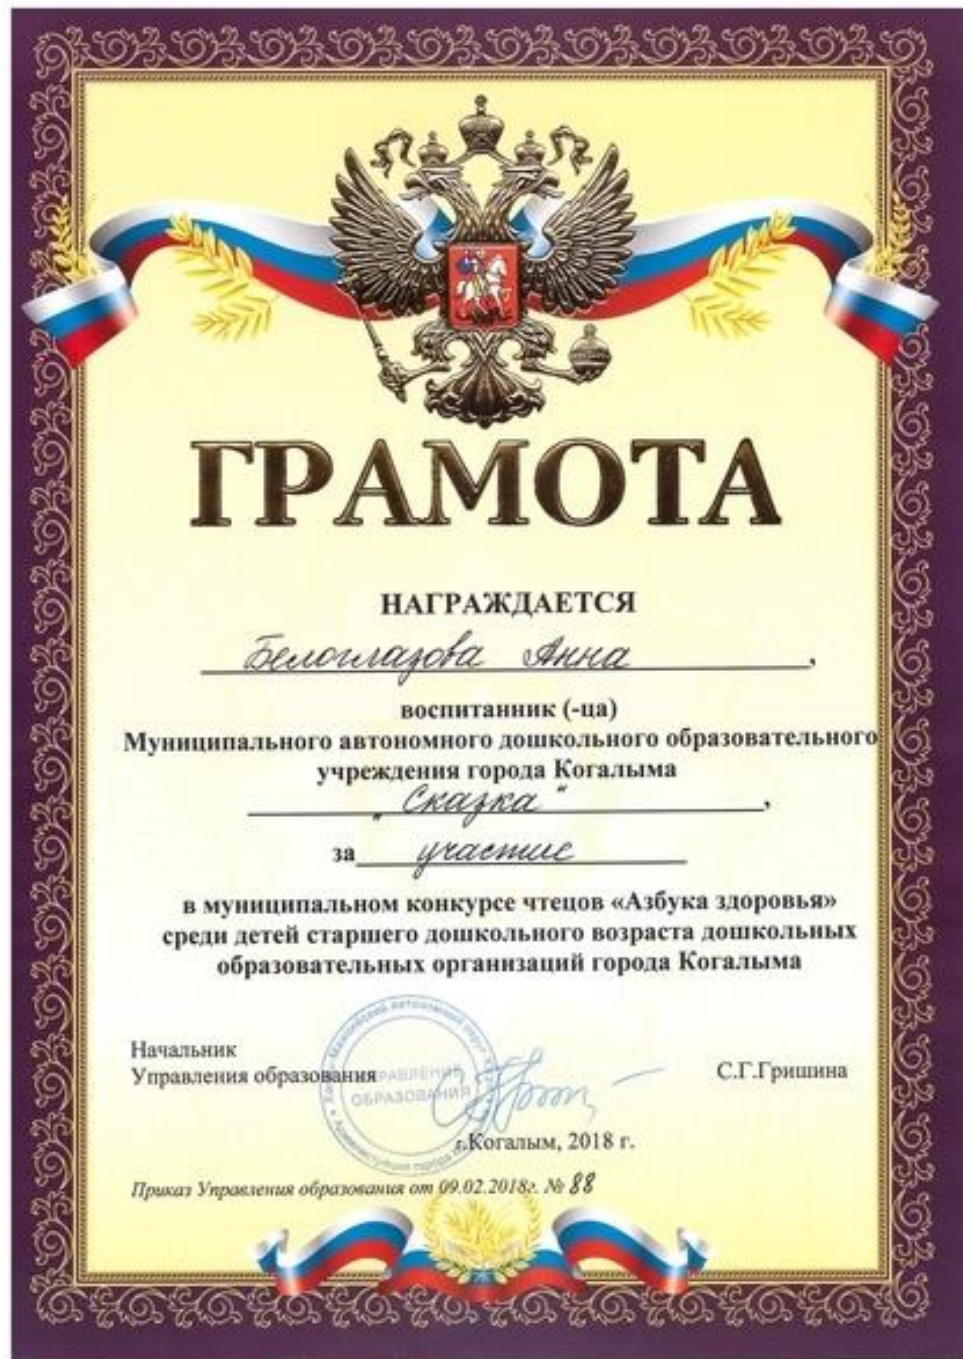 ГРАМОТА
НАГРАЖДАЕТСЯ
Белоглазова Анна,
воспитанник (-ца)
Муниципального автономного дошкольного образовательного
учреждения города Когалыма
"Сказка",
за участие
в муниципальном конкурсе чтецов «Азбука здоровья»
среди детей старшего дошкольного возраста дошкольных
образовательных организаций города Когалыма
Начальник
Управления образования
УПРАВЛЕНИЕ
ОБРАЗОВАНИЯ
С.Г.Гришина
г.Когалым, 2018 г.
Приказ Управления образования от 09.02.2018г. № 88